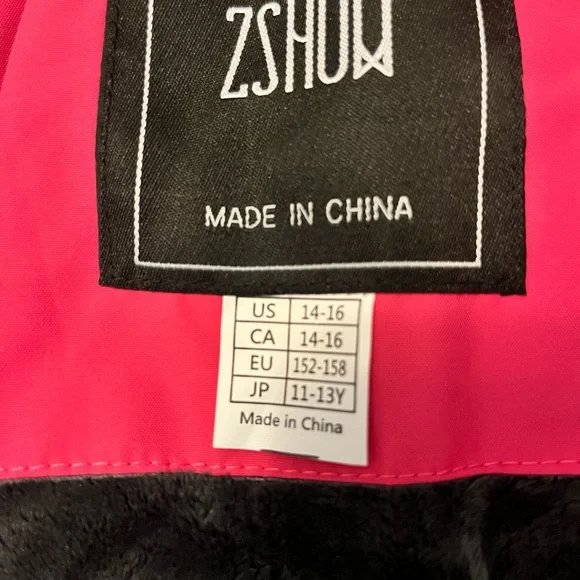 ZSHOW
MADE IN CHINA
US 14-16
CA 14-16
EU 152-158
JP 11-13Y
Made in China